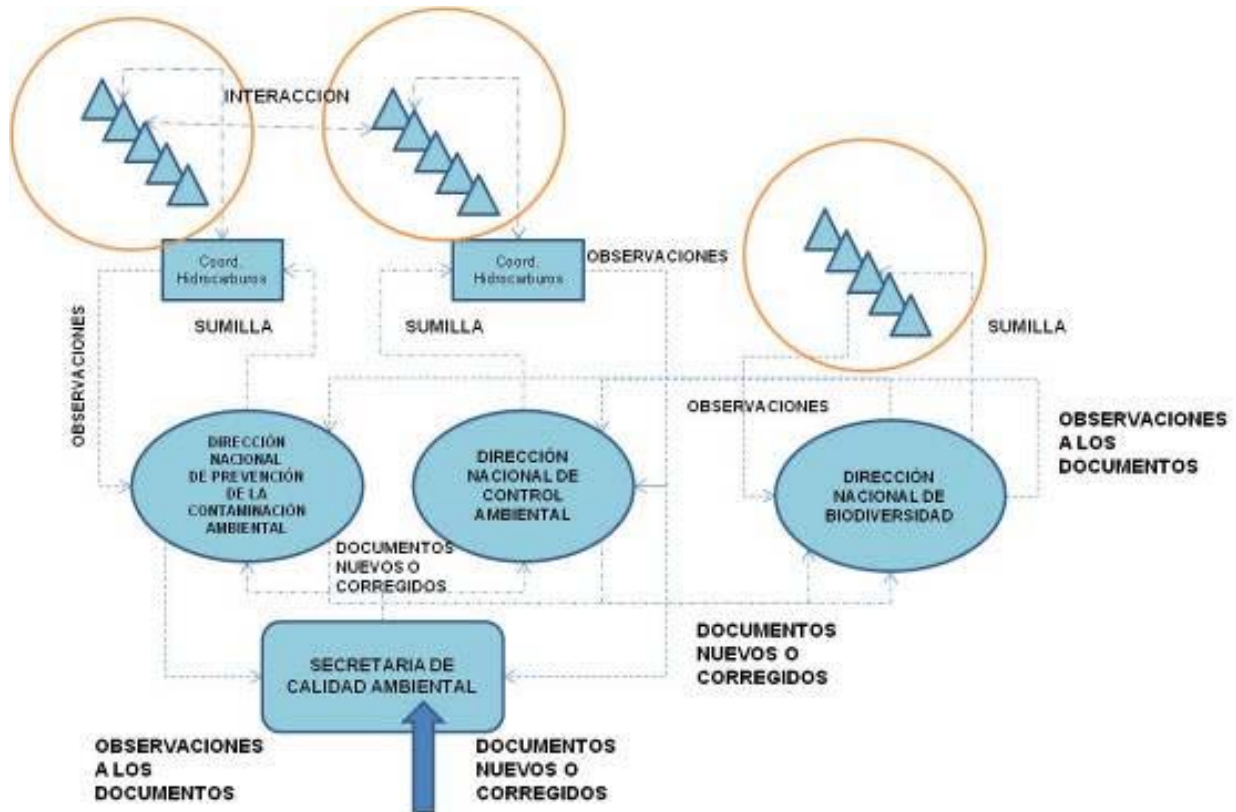 INTERACCION
Coord.
Hidrocarburos
Coord.
Hidrocarburos
OBSERVACIONES
SUMILLA
SUMILLA
SUMILLA
OBSERVACIONES
OBSERVACIONES
OBSERVACIONES
A LOS
DOCUMENTOS
DIRECCIÓN
NACIONAL
DE PREVENCIÓN
DE LA
CONTAMINACIÓN
AMBIENTAL
DIRECCIÓN
NACIONAL DE
CONTROL
AMBIENTAL
DIRECCIÓN
NACIONAL DE
BIODIVERSIDAD
DOCUMENTOS
NUEVOS O
CORREGIDOS
DOCUMENTOS
NUEVOS O
CORREGIDOS
SECRETARIA DE
CALIDAD AMBIENTAL
OBSERVACIONES
A LOS
DOCUMENTOS
DOCUMENTOS
NUEVOS O
CORREGIDOS